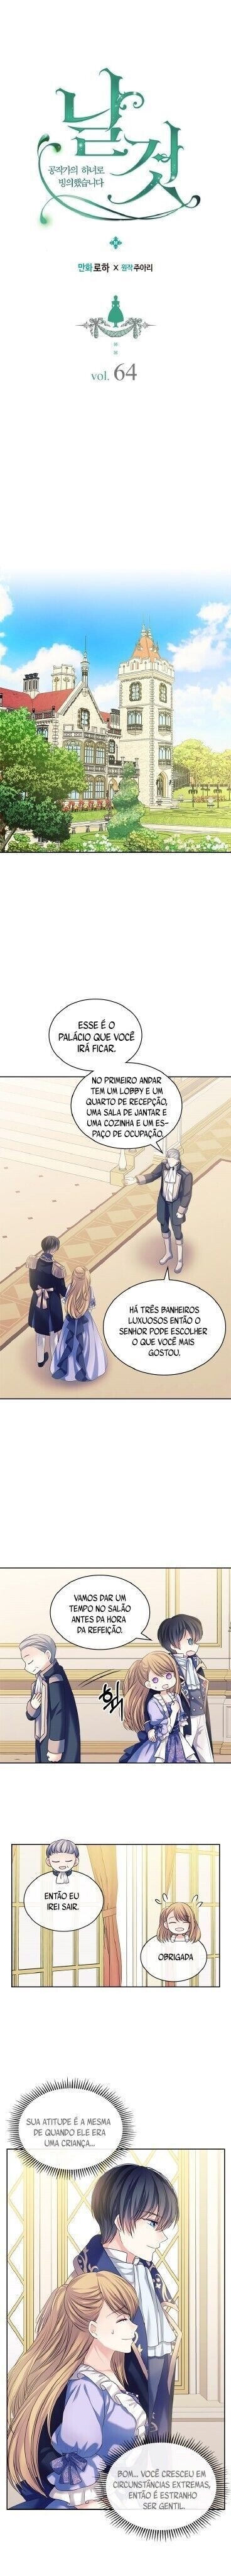 날것
공작가의 하녀로
빙의했습니다
만화 로하 X 원작 주아리
vol. 64
ESSE É O
PALÁCIO QUE VOCÊ
IRÁ FICAR.
NO PRIMEIRO ANDAR
TEM UM LOBBY E UM
QUARTO DE RECEPÇÃO,
UMA SALA DE JANTAR E
UMA COZINHA E UM ES-
PAÇO DE OCUPAÇÃO.
HÁ TRÊS BANHEIROS
LUXUOSOS ENTÃO O
SENHOR PODE ESCOLHER
O QUE VOCÊ MAIS
GOSTOU.
VAMOS DAR UM
TEMPO NO SALÃO
ANTES DA HORA
DA REFEIÇÃO.
휙
ENTÃO EU
IREI SAIR.
OBRIGADA
SUA ATITUDE É A MESMA
DE QUANDO ELE ERA
UMA CRIANÇA...
BOM... VOCÊ CRESCEU EM
CIRCUNSTÂNCIAS EXTREMAS,
ENTÃO É ESTRANHO
SER GENTIL.